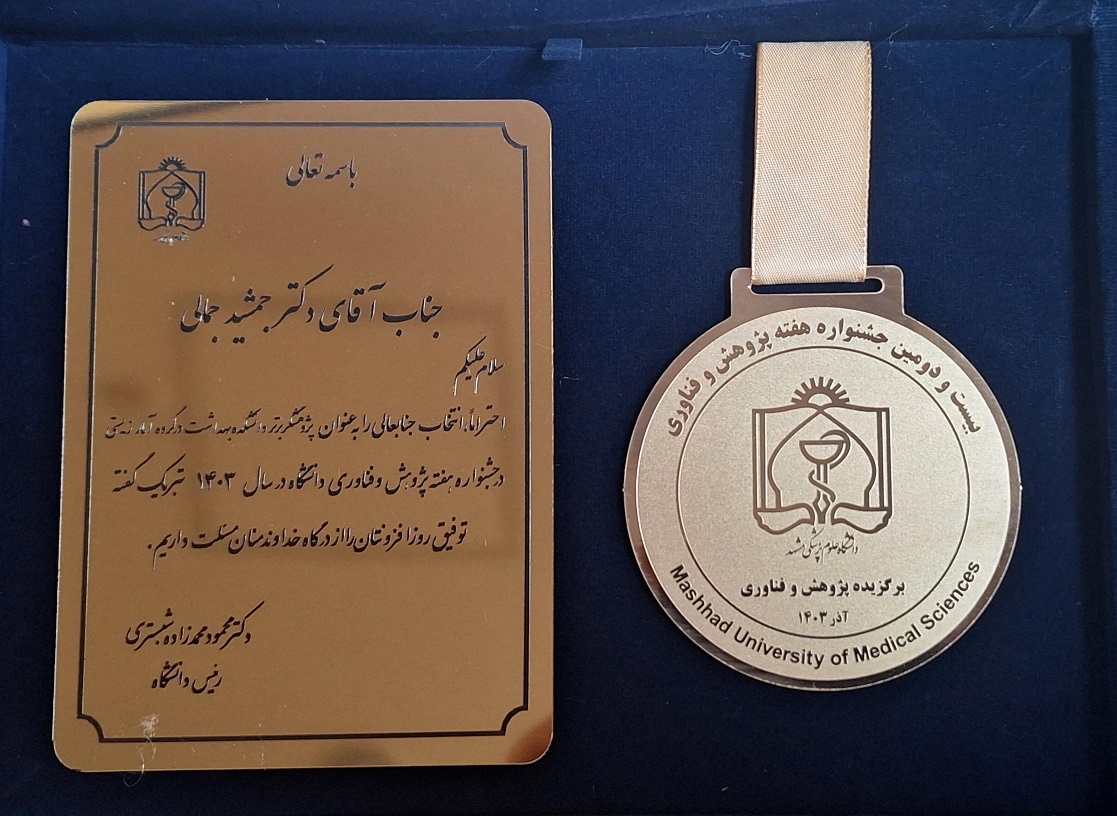 باسمه تعالی
جناب آقای دکتر جمشید جمالی
سلام علیکم
احتراماً، انتخاب جنابعالی را به عنوان پژوهشگر برتر دانشکده بهداشت در گروه آمار زیستی
در جشنواره هفته پژوهش و فناوری دانشگاه در سال ۱۴۰۳ تبریک گفته
توفیق روزافزونتان را از درگاه خداوند منان مسئلت داریم.
دکتر محمود محمدزاده شبستری
رئیس دانشگاه
بیست و دومین جشنواره هفته پژوهش و فناوری
دانشگاه علوم پزشکی مشهد
برگزیده پژوهش و فناوری
آذر ۱۴۰۳
Mashhad University of Medical Sciences